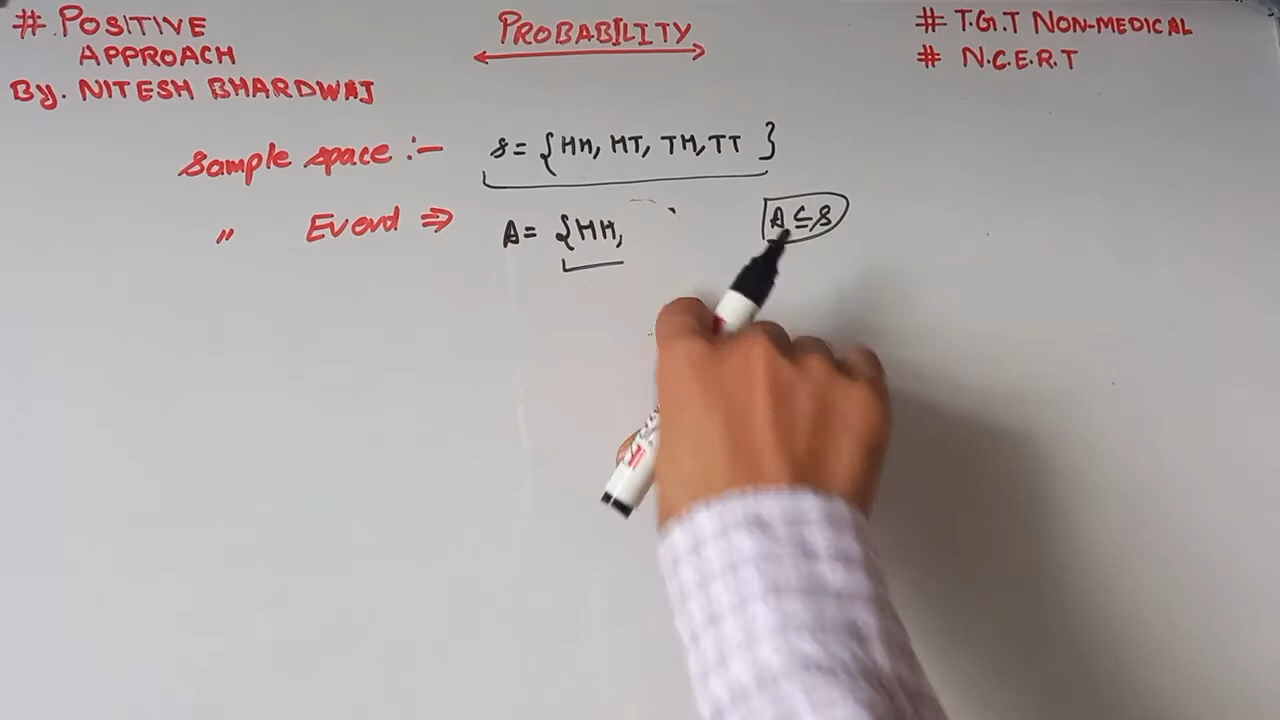 # POSITIVE
APPROACH
By. NITESH BHARDWAJ
PROBABILITY
# T.G.T NON-MEDICAL
# N.C.E.R.T
Sample space :- S = {HH, HT, TH, TT }
" Event ⇒ A = {HH,
A ⊆ S